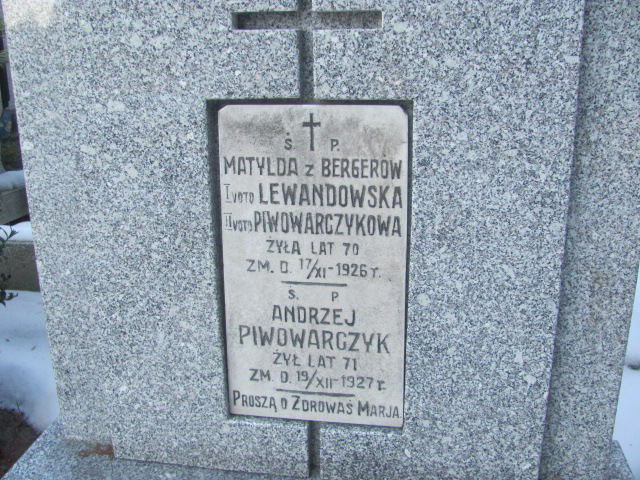 Ś. P.
MATYLDA Z BERGERÓW
I VOTO LEWANDOWSKA
II VOTO PIWOWARCZYKOWA
ŻYŁA LAT 70
ZM. D. 17/XI-1926 r.
Ś. P
ANDRZEJ
PIWOWARCZYK
ŻYŁ LAT 71
ZM. D. 19/XII-1927 r.
PROSZĄ O ZDROWAŚ MARJA